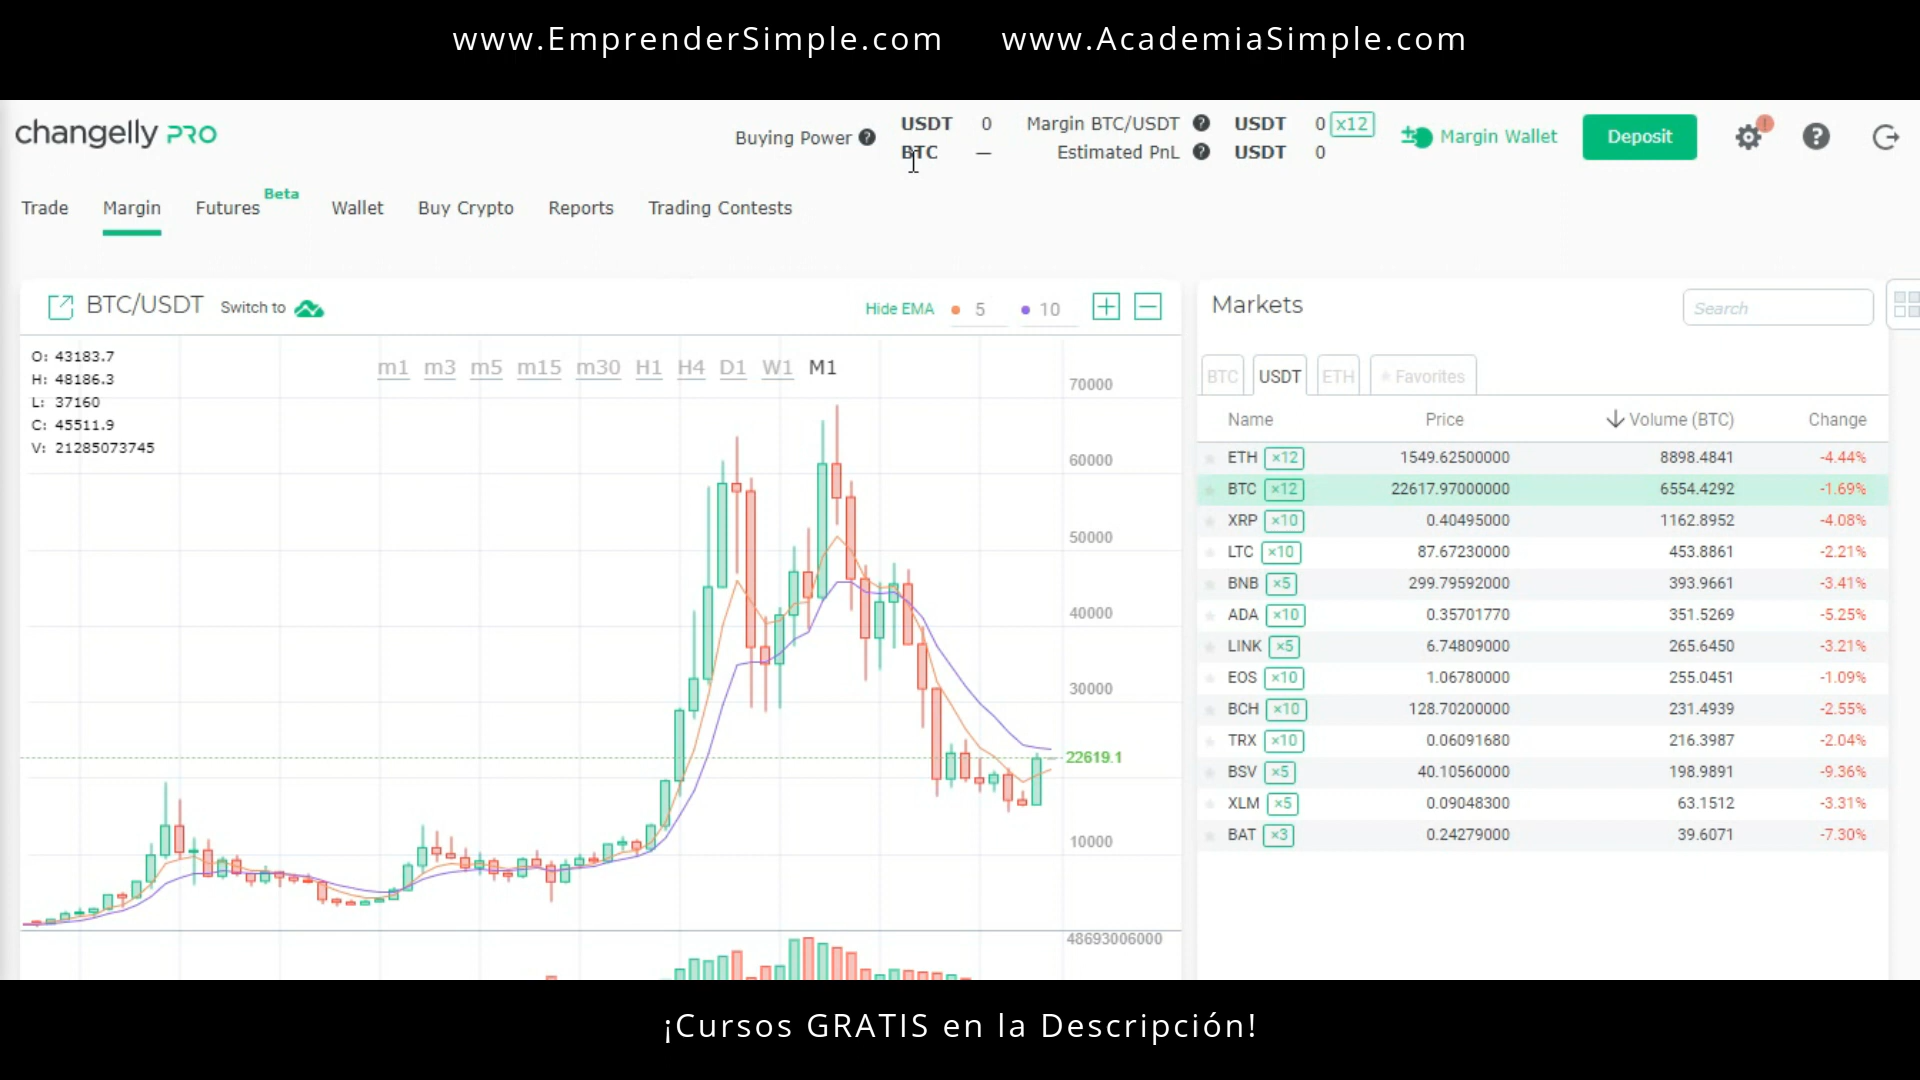 www.EmprenderSimple.com www.AcademiaSimple.com
changelly PRO
Buying Power ? USDT 0 Margin BTC/USDT ? USDT 0 x12 Margin Wallet Deposit
BTC — Estimated PnL ? USDT 0
Trade Margin Futures Beta Wallet Buy Crypto Reports Trading Contests
BTC/USDT Switch to Hide EMA 5 10
O: 43183.7
H: 48186.3
L: 37160
C: 45511.9
V: 21285073745
m1 m3 m5 m15 m30 H1 H4 D1 W1 M1
70000
60000
50000
40000
30000
22619.1
10000
48693006000
Markets Search
BTC USDT ETH Favorites
Name Price Volume (BTC) Change
ETH x12 1549.62500000 8898.4841 -4.44%
BTC x12 22617.97000000 6554.4292 -1.69%
XRP x10 0.40495000 1162.8952 -4.08%
LTC x10 87.67230000 453.8861 -2.21%
BNB x5 299.79592000 393.9661 -3.41%
ADA x10 0.35701770 351.5269 -5.25%
LINK x5 6.74809000 265.6450 -3.21%
EOS x10 1.06780000 255.0451 -1.09%
BCH x10 128.70200000 231.4939 -2.55%
TRX x10 0.06091680 216.3987 -2.04%
BSV x5 40.10560000 198.9891 -9.36%
XLM x5 0.09048300 63.1512 -3.31%
BAT x3 0.24279000 39.6071 -7.30%
¡Cursos GRATIS en la Descripción!